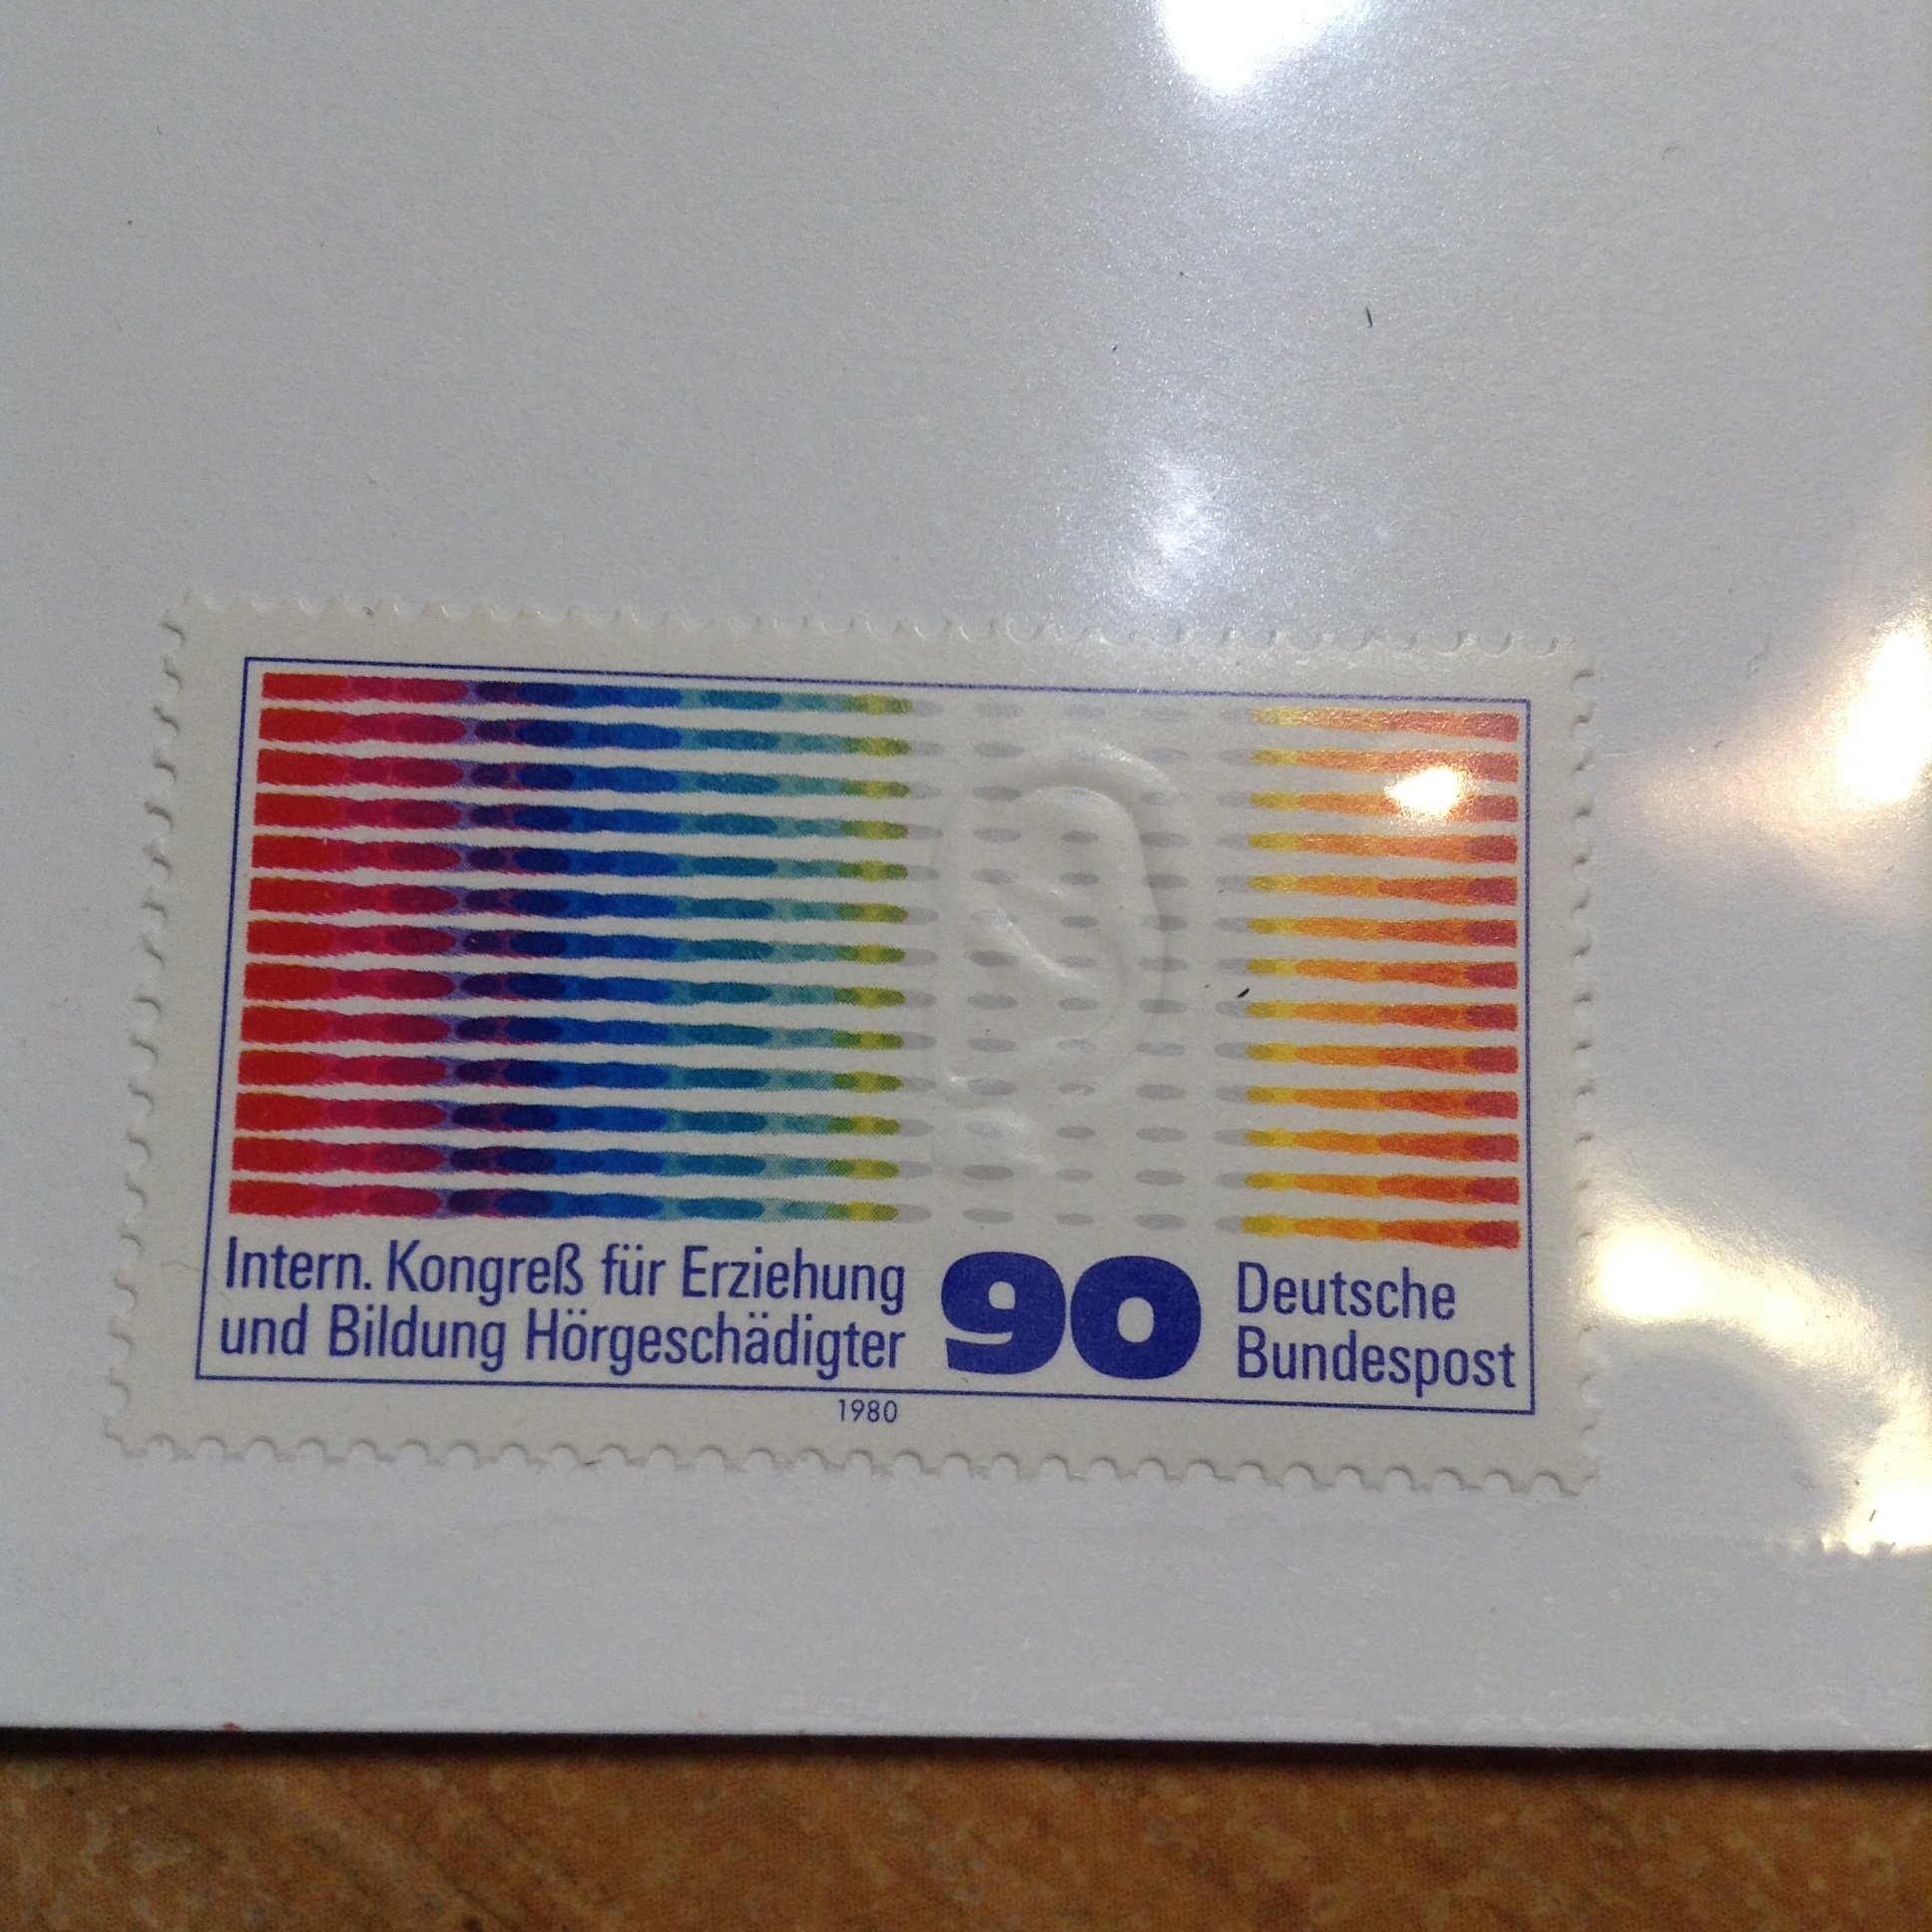 Intern. Kongreß für Erziehung
und Bildung Hörgeschädigter
90
Deutsche
Bundespost
1980